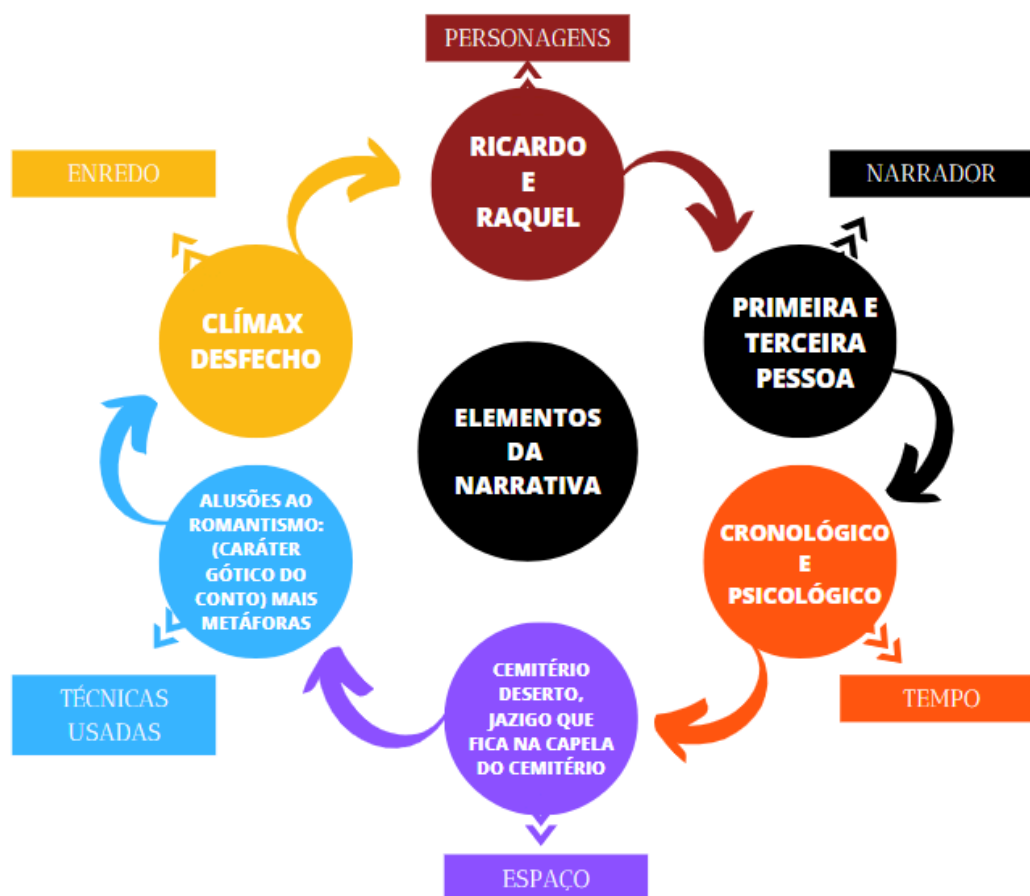 PERSONAGENS
RICARDO
E
RAQUEL
NARRADOR
PRIMEIRA E
TERCEIRA
PESSOA
CRONOLÓGICO
E
PSICOLÓGICO
TEMPO
CEMITÉRIO
DESERTO,
JAZIGO QUE
FICA NA CAPELA
DO CEMITÉRIO
ESPAÇO
ALUSÕES AO
ROMANTISMO:
(CARÁTER
GÓTICO DO
CONTO) MAIS
METÁFORAS
TÉCNICAS
USADAS
CLÍMAX
DESFECHO
ENREDO
ELEMENTOS
DA
NARRATIVA